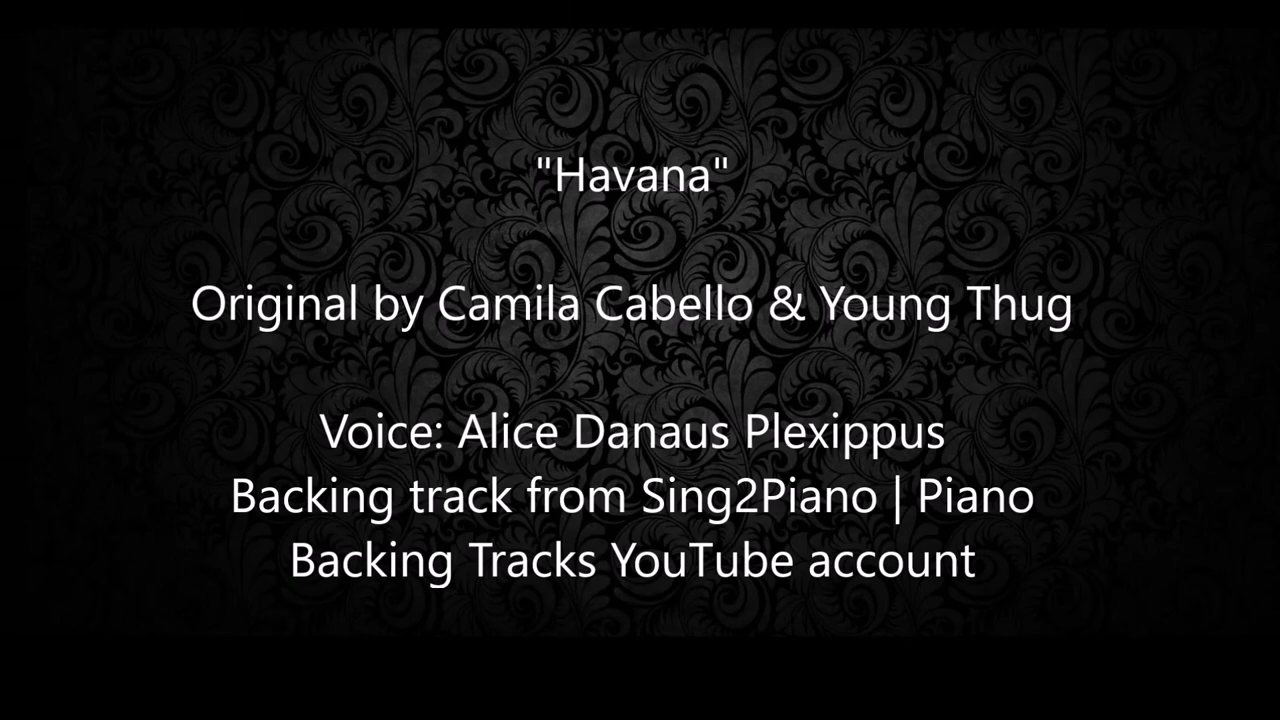 "Havana"
Original by Camila Cabello & Young Thug
Voice: Alice Danaus Plexippus
Backing track from Sing2Piano | Piano
Backing Tracks YouTube account